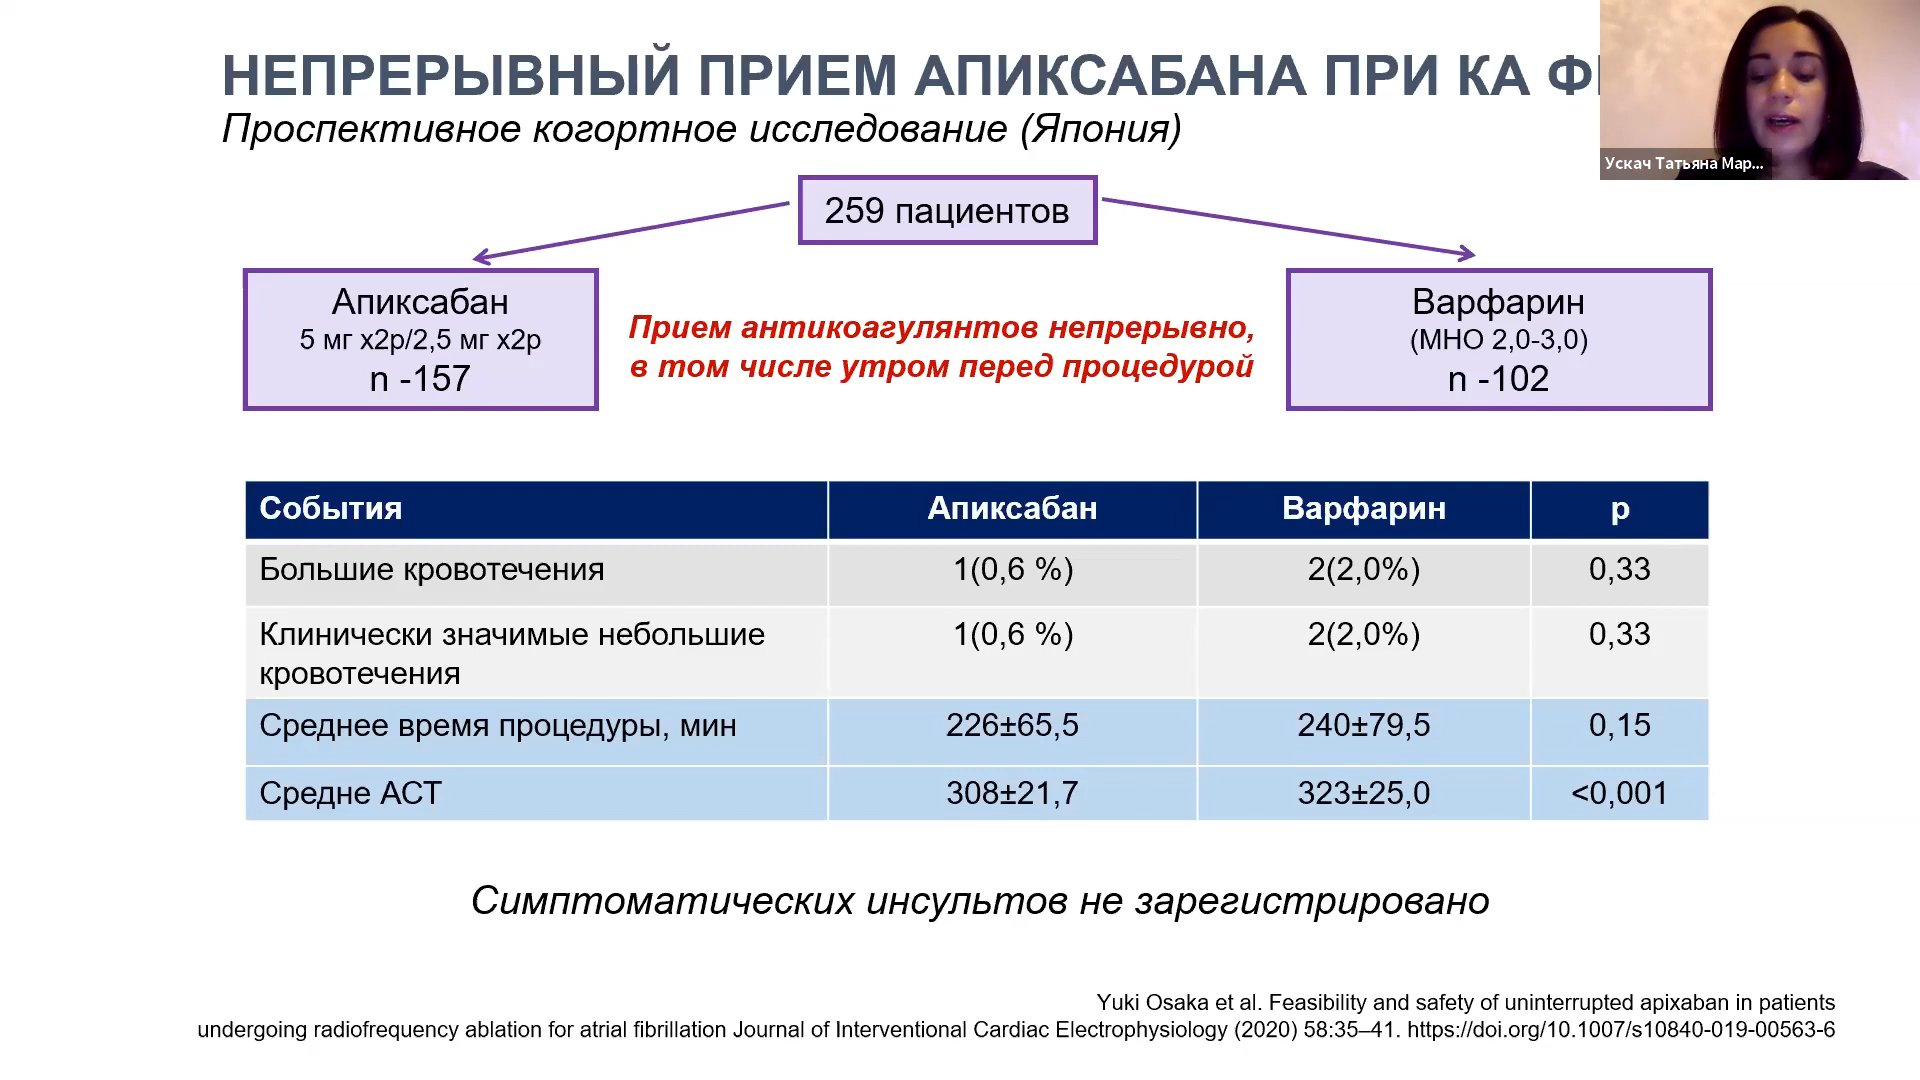 НЕПРЕРЫВНЫЙ ПРИЕМ АПИКСАБАНА ПРИ КА
Проспективное когортное исследование (Япония)
Ускач Татьяна Мар...
259 пациентов
Апиксабан
5 мг x2р/2,5 мг x2р
n -157
Прием антикоагулянтов непрерывно,
в том числе утром перед процедурой
Варфарин
(МНО 2,0-3,0)
n -102
События Апиксабан Варфарин p
Большие кровотечения 1(0,6 %) 2(2,0%) 0,33
Клинически значимые небольшие 1(0,6 %) 2(2,0%) 0,33
кровотечения
Среднее время процедуры, мин 226±65,5 240±79,5 0,15
Средне АСТ 308±21,7 323±25,0 <0,001
Симптоматических инсультов не зарегистрировано
Yuki Osaka et al. Feasibility and safety of uninterrupted apixaban in patients
undergoing radiofrequency ablation for atrial fibrillation Journal of Interventional Cardiac Electrophysiology (2020) 58:35–41. https://doi.org/10.1007/s10840-019-00563-6